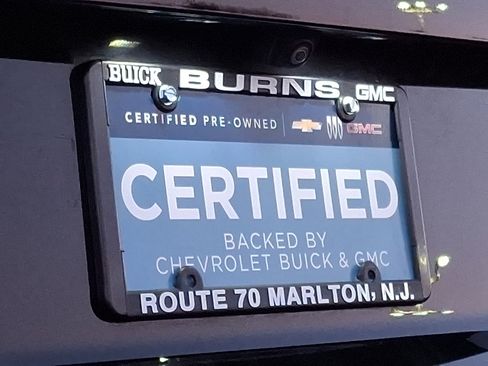 BUICK BURNS GMC
CERTIFIED PRE-OWNED GMC
CERTIFIED
BACKED BY
CHEVROLET BUICK & GMC
ROUTE 70 MARLTON, N.J.